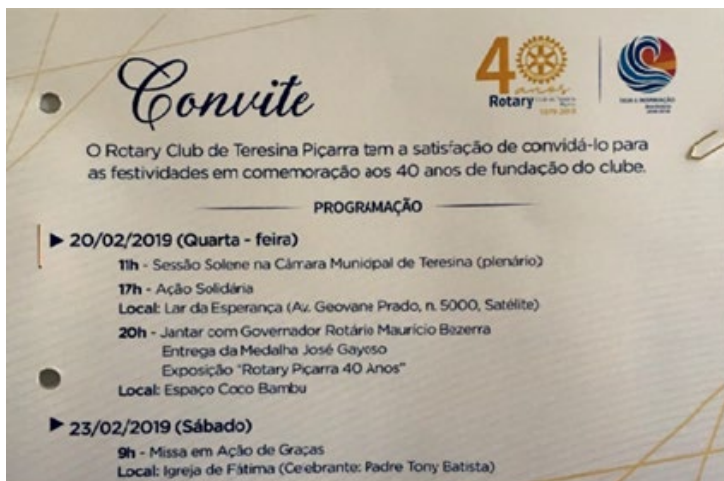 Convite
40
anos
Rotary
O Rotary Club de Teresina Piçarra tem a satisfação de convidá-lo para
as festividades em comemoração aos 40 anos de fundação do clube.
PROGRAMAÇÃO
20/02/2019 (Quarta - feira)
11h - Sessão Solene na Câmara Municipal de Teresina (plenário)
17h - Ação Solidária
Local: Lar da Esperança (Av. Geovane Prado, n. 5000, Satélite)
20h - Jantar com Governador Rotário Maurício Bezerra
Entrega da Medalha José Gayoso
Exposição "Rotary Piçarra 40 Anos"
Local: Espaço Coco Bambu
23/02/2019 (Sábado)
9h - Missa em Ação de Graças
Local: Igreja de Fátima (Celebrante: Padre Tony Batista)